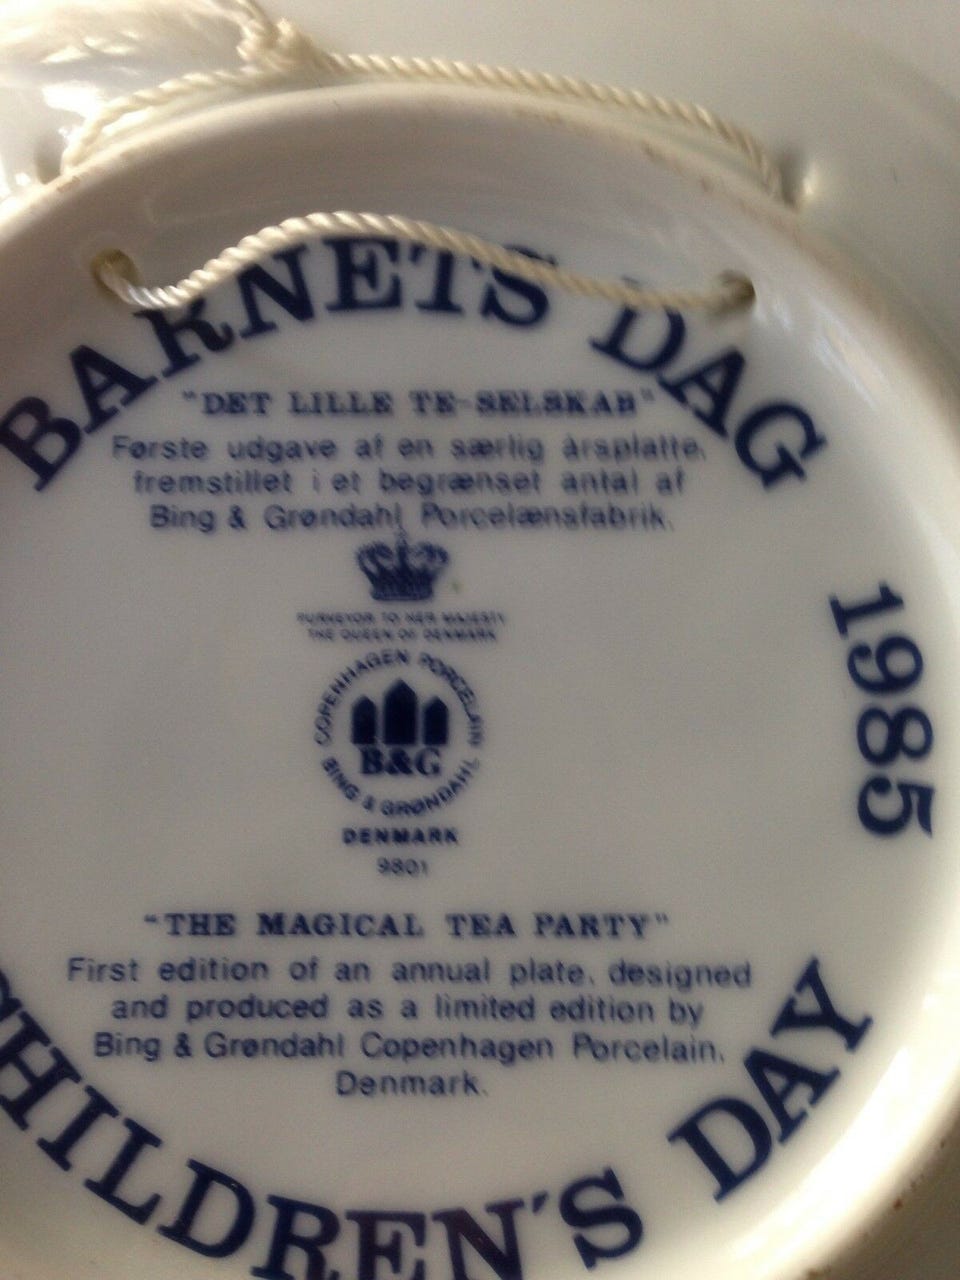 BARNETS DAG
"DET LILLE TE-SELSKAB"
Første udgave af en særlig årsplatte,
fremstillet i et begrænset antal af
Bing & Grøndahl Porcelænsfabrik.
PURVEYOR TO HER MAJESTY
THE QUEEN OF DENMARK
COPENHAGEN PORCELAIN
B&G
BING & GRØNDAHL
DENMARK
9801
1985
"THE MAGICAL TEA PARTY"
First edition of an annual plate, designed
and produced as a limited edition by
Bing & Grøndahl Copenhagen Porcelain,
Denmark.
CHILDREN'S DAY